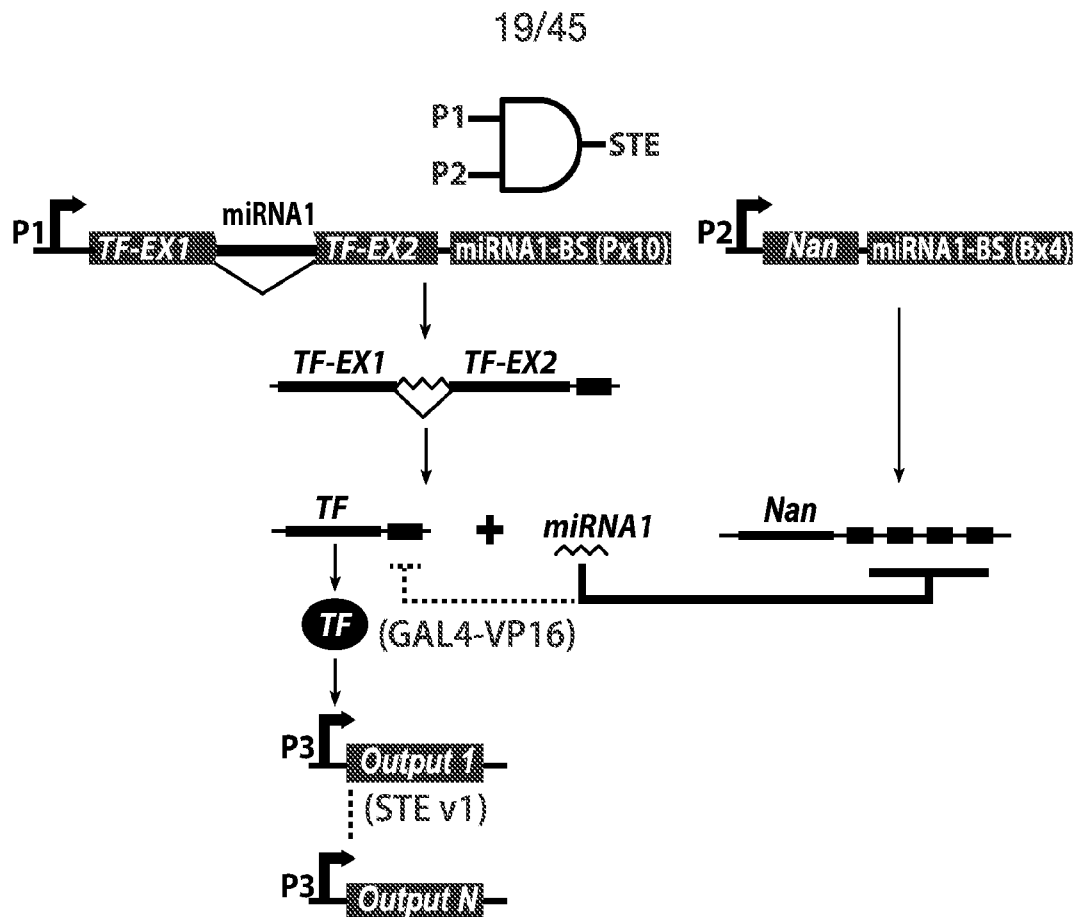 19/45
P1
P2
STE
P1
miRNA1
TF-EX1
TF-EX2
miRNA1-BS (Px10)
P2
Nan
miRNA1-BS (Bx4)
TF-EX1
TF-EX2
TF
+
miRNA1
Nan
TF
(GAL4-VP16)
P3
Output 1
(STE v1)
P3
Output N